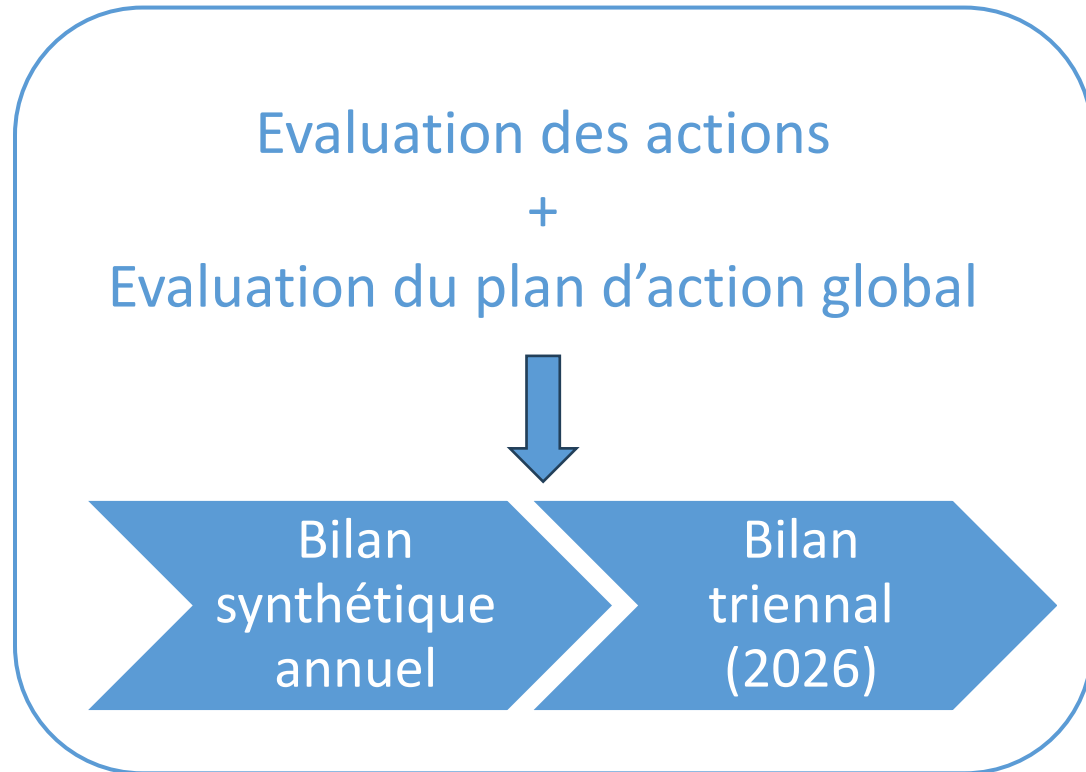 Evaluation des actions
+
Evaluation du plan d’action global
Bilan
synthétique
annuel
Bilan
triennal
(2026)